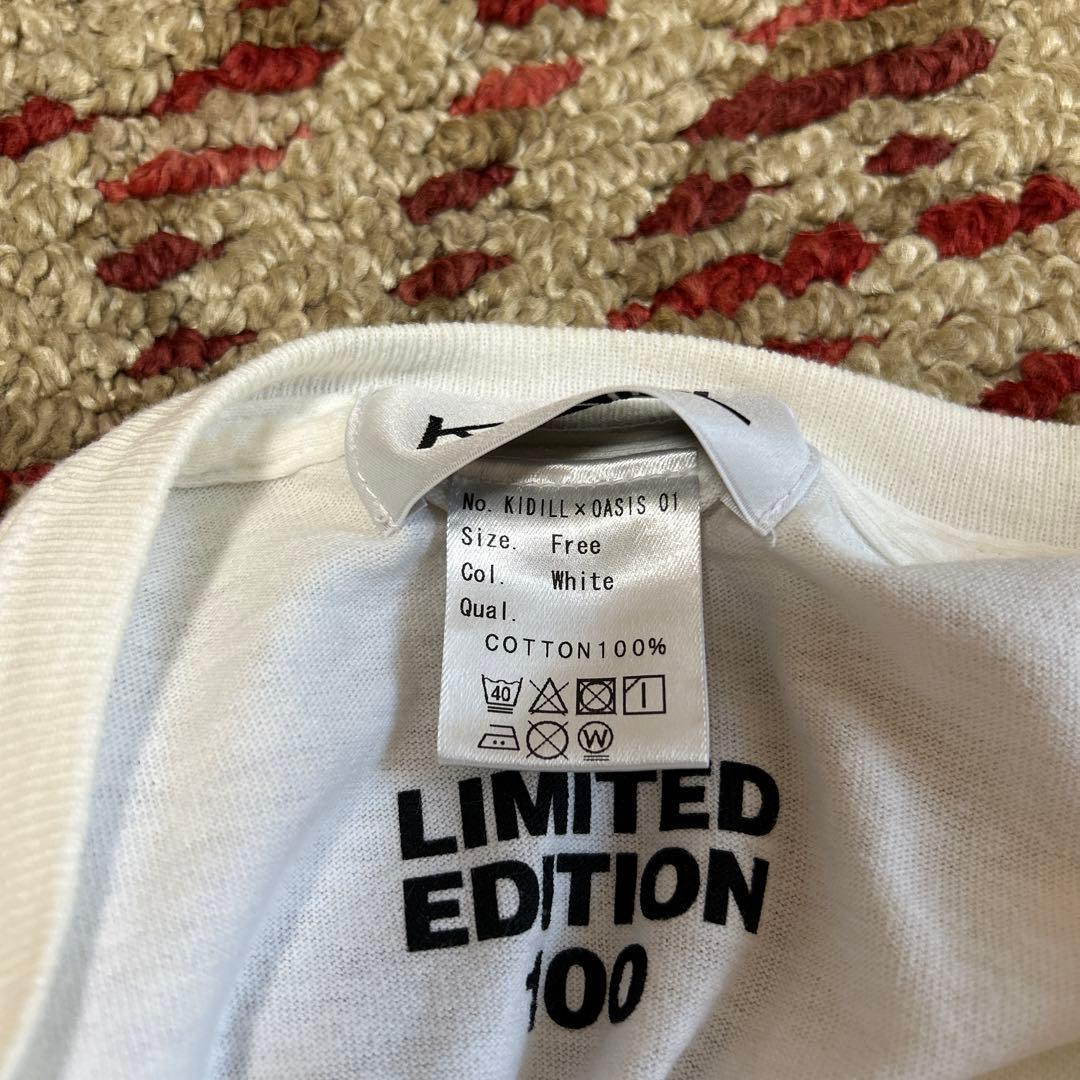 No. KIDILL×OASIS 01
Size. Free
Col. White
Qual.
COTTON100%
40
W
LIMITED
EDITION
100